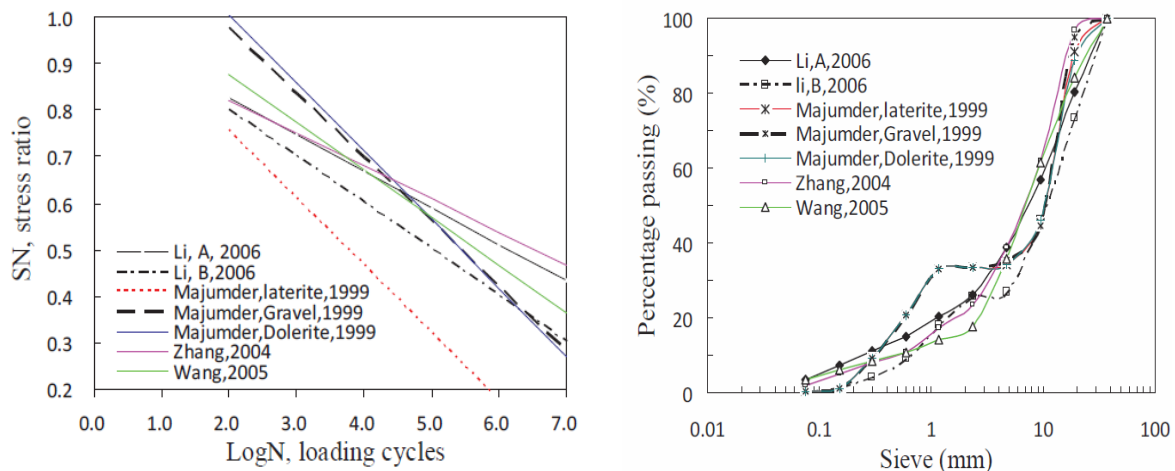 1.0
0.9
0.8
0.7
0.6
0.5
0.4
0.3
0.2
SN, stress ratio
Li, A, 2006
Li, B,2006
Majumder,laterite,1999
Majumder,Gravel,1999
Majumder,Dolerite,1999
Zhang,2004
Wang,2005
0.0 1.0 2.0 3.0 4.0 5.0 6.0 7.0
LogN, loading cycles
100
80
60
40
20
0
Percentage passing (%)
Li,A,2006
li,B,2006
Majumder,laterite,1999
Majumder,Gravel,1999
Majumder,Dolerite,1999
Zhang,2004
Wang,2005
0.01 0.1 1 10 100
Sieve (mm)